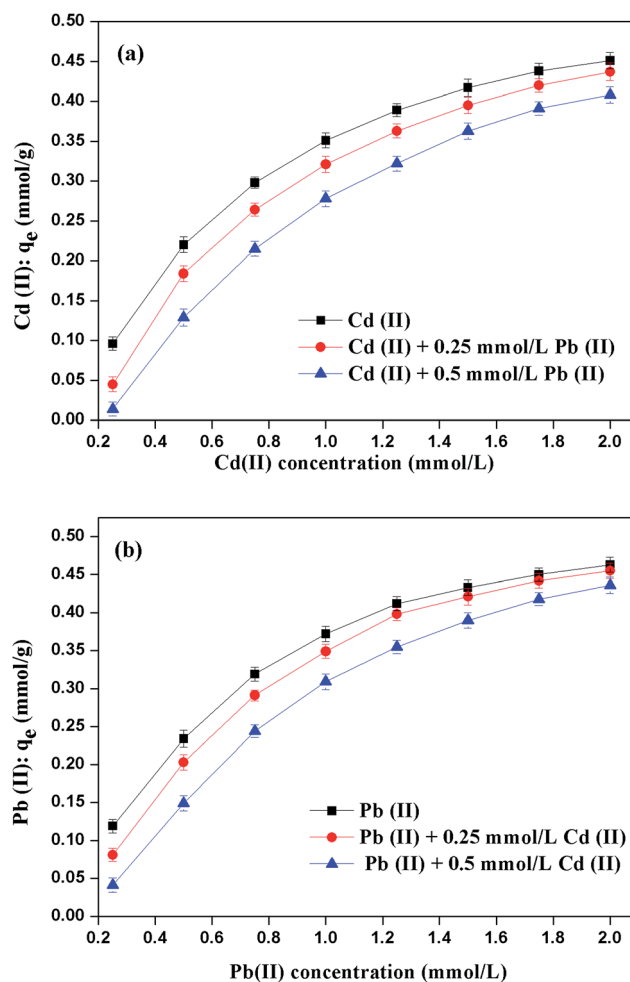 (a)
Cd (II): qe (mmol/g)
0.45
0.40
0.35
0.30
0.25
0.20
0.15
0.10
0.05
0.00
Cd (II)
Cd (II) + 0.25 mmol/L Pb (II)
Cd (II) + 0.5 mmol/L Pb (II)
0.2 0.4 0.6 0.8 1.0 1.2 1.4 1.6 1.8 2.0
Cd(II) concentration (mmol/L)
(b)
Pb (II): qe (mmol/g)
0.50
0.45
0.40
0.35
0.30
0.25
0.20
0.15
0.10
0.05
0.00
Pb (II)
Pb (II) + 0.25 mmol/L Cd (II)
Pb (II) + 0.5 mmol/L Cd (II)
0.2 0.4 0.6 0.8 1.0 1.2 1.4 1.6 1.8 2.0
Pb(II) concentration (mmol/L)